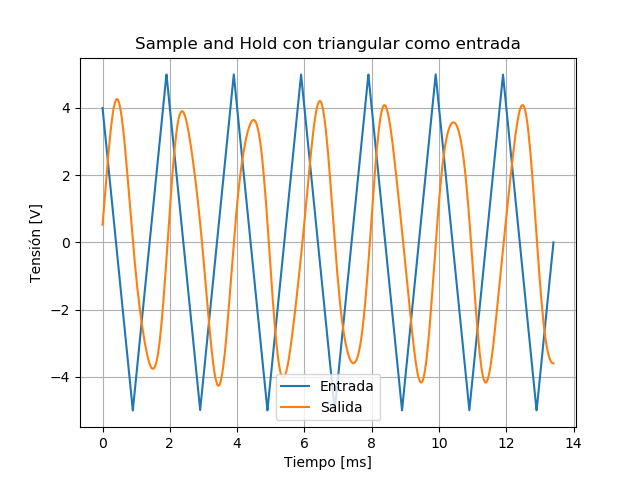 Sample and Hold con triangular como entrada
Tensión [V]
4
2
0
−2
−4
0 2 4 6 8 10 12 14
Tiempo [ms]
Entrada
Salida